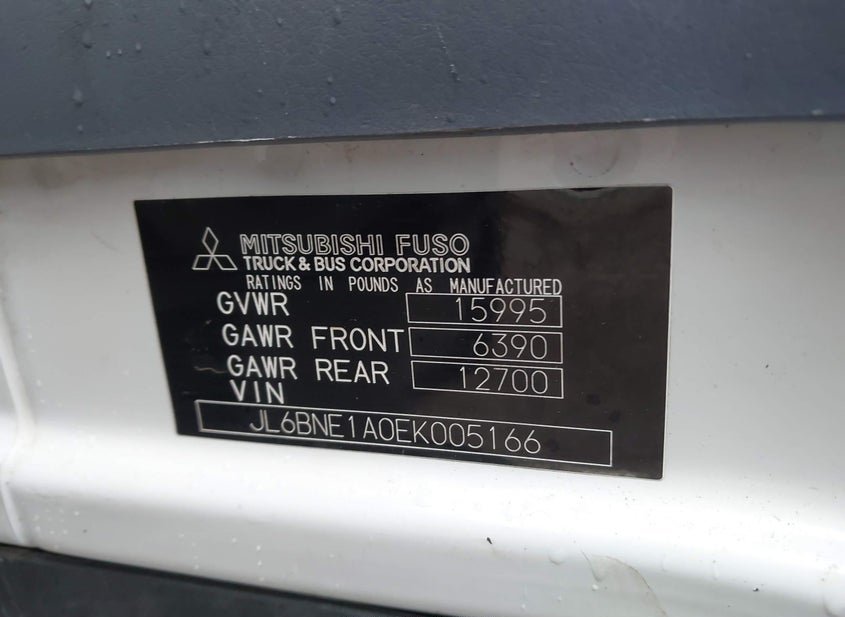 MITSUBISHI FUSO
TRUCK & BUS CORPORATION
RATINGS IN POUNDS AS MANUFACTURED
GVWR 15995
GAWR FRONT 6390
GAWR REAR 12700
VIN
JL6BNE1A0EK005166